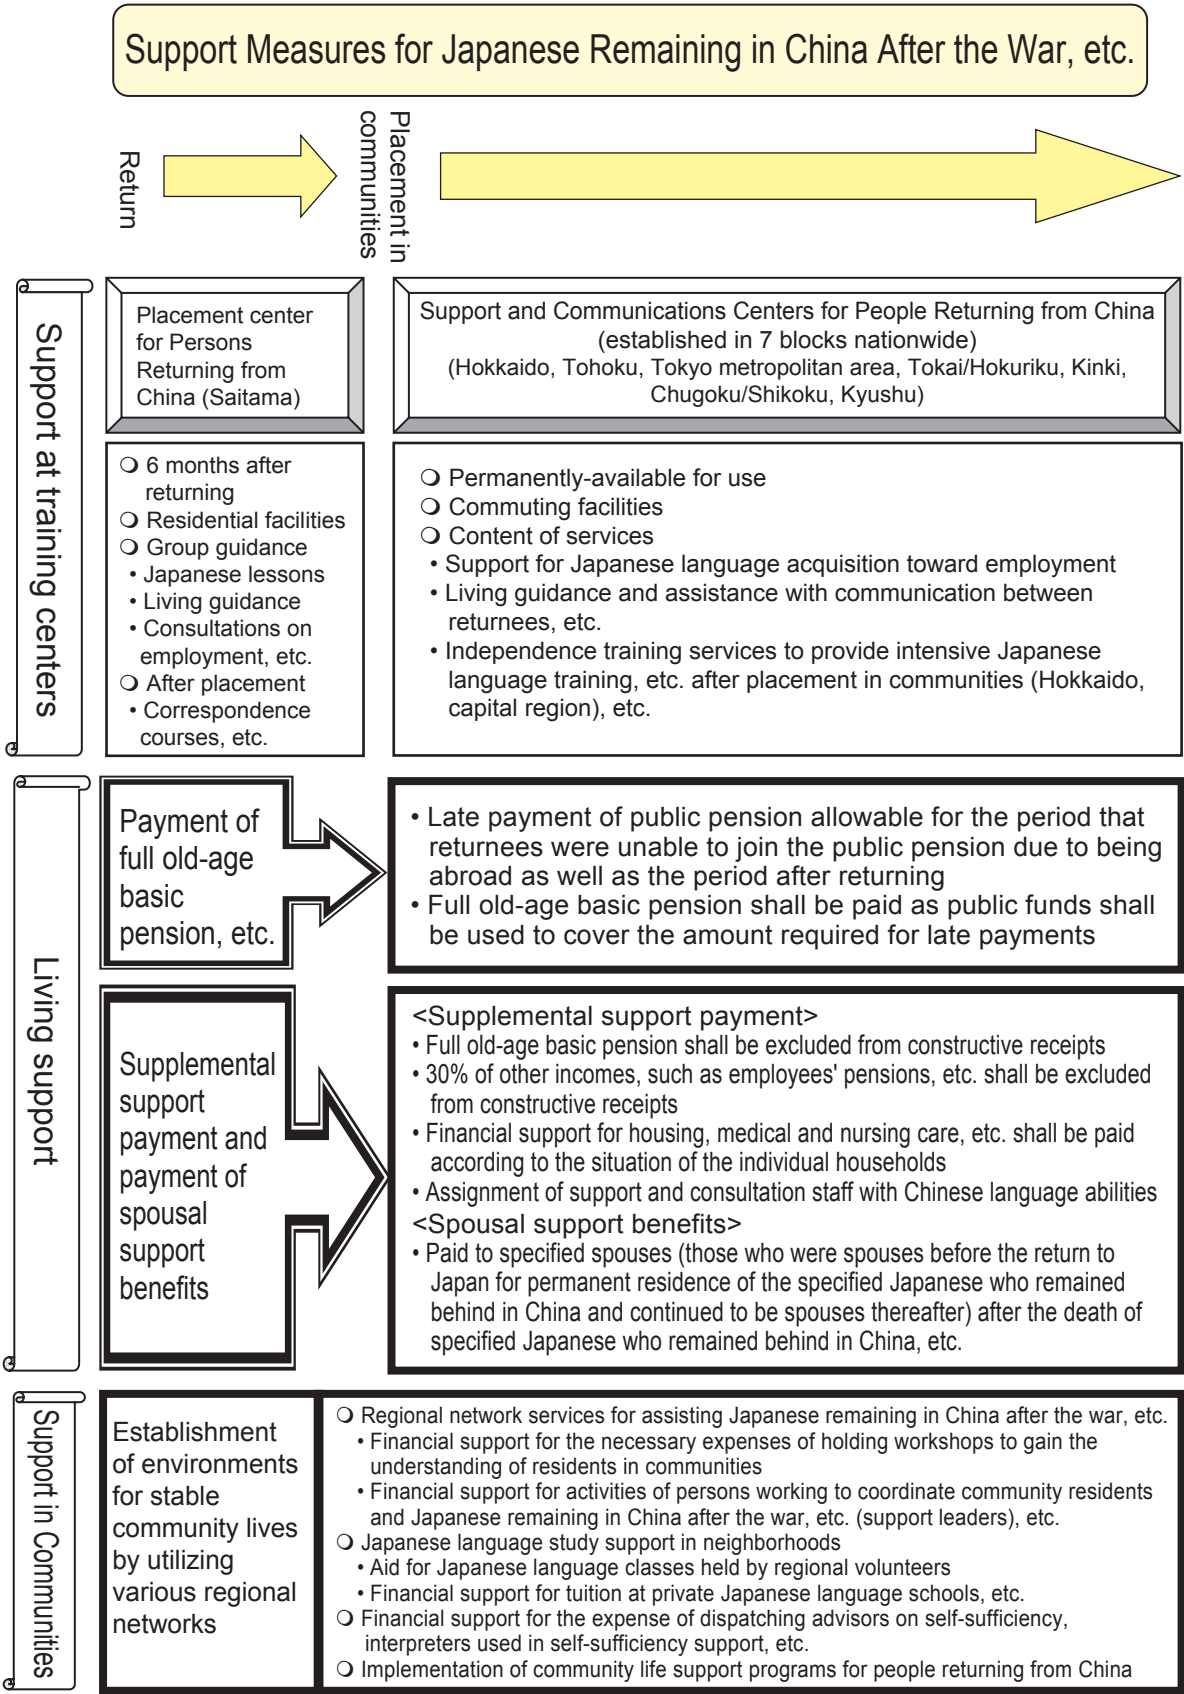 Support Measures for Japanese Remaining in China After the War, etc.
Return
Placement in
communities
Support at training centers
Placement center
for Persons
Returning from
China (Saitama)
Support and Communications Centers for People Returning from China
(established in 7 blocks nationwide)
(Hokkaido, Tohoku, Tokyo metropolitan area, Tokai/Hokuriku, Kinki,
Chugoku/Shikoku, Kyushu)
❍ 6 months after
returning
❍ Residential facilities
❍ Group guidance
• Japanese lessons
• Living guidance
• Consultations on
employment, etc.
❍ After placement
• Correspondence
courses, etc.
❍ Permanently-available for use
❍ Commuting facilities
❍ Content of services
• Support for Japanese language acquisition toward employment
• Living guidance and assistance with communication between
returnees, etc.
• Independence training services to provide intensive Japanese
language training, etc. after placement in communities (Hokkaido,
capital region), etc.
Living support
Payment of
full old-age
basic
pension, etc.
• Late payment of public pension allowable for the period that
returnees were unable to join the public pension due to being
abroad as well as the period after returning
• Full old-age basic pension shall be paid as public funds shall
be used to cover the amount required for late payments
Supplemental
support
payment and
payment of
spousal
support
benefits
<Supplemental support payment>
• Full old-age basic pension shall be excluded from constructive receipts
• 30% of other incomes, such as employees' pensions, etc. shall be excluded
from constructive receipts
• Financial support for housing, medical and nursing care, etc. shall be paid
according to the situation of the individual households
• Assignment of support and consultation staff with Chinese language abilities
<Spousal support benefits>
• Paid to specified spouses (those who were spouses before the return to
Japan for permanent residence of the specified Japanese who remained
behind in China and continued to be spouses thereafter) after the death of
specified Japanese who remained behind in China, etc.
Support in Communities
Establishment
of environments
for stable
community lives
by utilizing
various regional
networks
❍ Regional network services for assisting Japanese remaining in China after the war, etc.
• Financial support for the necessary expenses of holding workshops to gain the
understanding of residents in communities
• Financial support for activities of persons working to coordinate community residents
and Japanese remaining in China after the war, etc. (support leaders), etc.
❍ Japanese language study support in neighborhoods
• Aid for Japanese language classes held by regional volunteers
• Financial support for tuition at private Japanese language schools, etc.
❍ Financial support for the expense of dispatching advisors on self-sufficiency,
interpreters used in self-sufficiency support, etc.
❍ Implementation of community life support programs for people returning from China